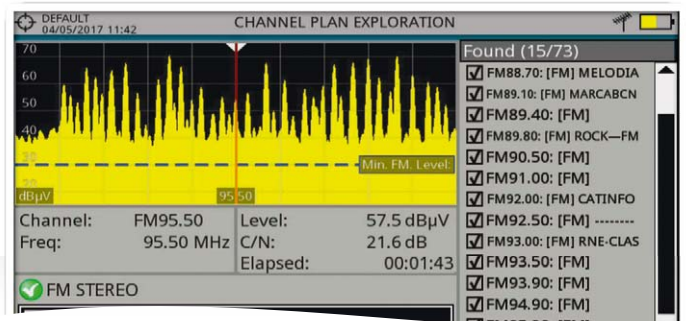 DEFAULT
04/05/2017 11:42
CHANNEL PLAN EXPLORATION
70
60
50
40
30
20
Min. FM. Level:
dBµV
95.50
Channel: FM95.50
Freq: 95.50 MHz
Level: 57.5 dBµV
C/N: 21.6 dB
Elapsed: 00:01:43
FM STEREO
Found (15/73)
FM88.70: [FM] MELODIA
FM89.10: [FM] MARCABCN
FM89.40: [FM]
FM89.80: [FM] ROCK—FM
FM90.50: [FM]
FM91.00: [FM]
FM92.00: [FM] CATINFO
FM92.50: [FM] --------
FM93.00: [FM] RNE-CLAS
FM93.50: [FM]
FM93.90: [FM]
FM94.90: [FM]